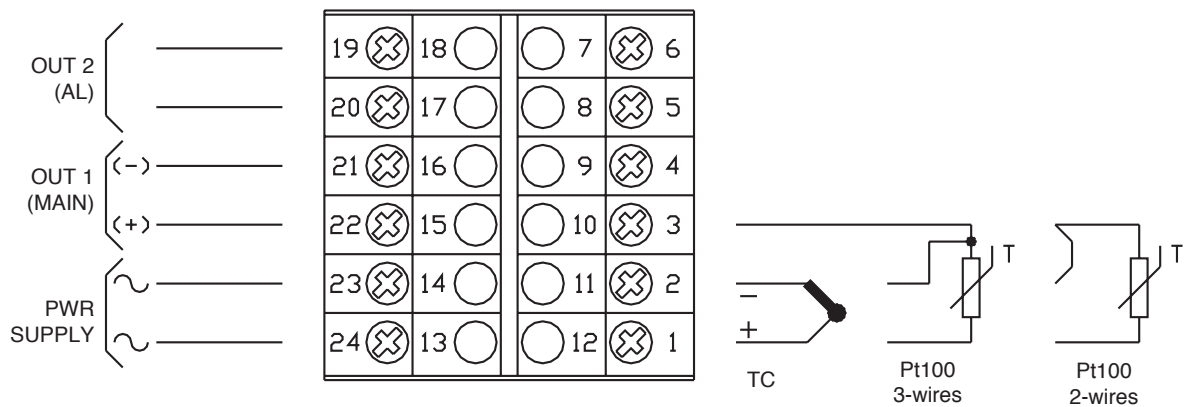 OUT 2
(AL)
OUT 1
(MAIN)
(-)
(+)
PWR
SUPPLY
19 18 7 6
20 17 8 5
21 16 9 4
22 15 10 3
23 14 11 2
24 13 12 1
−
+
TC
T
Pt100
3-wires
T
Pt100
2-wires